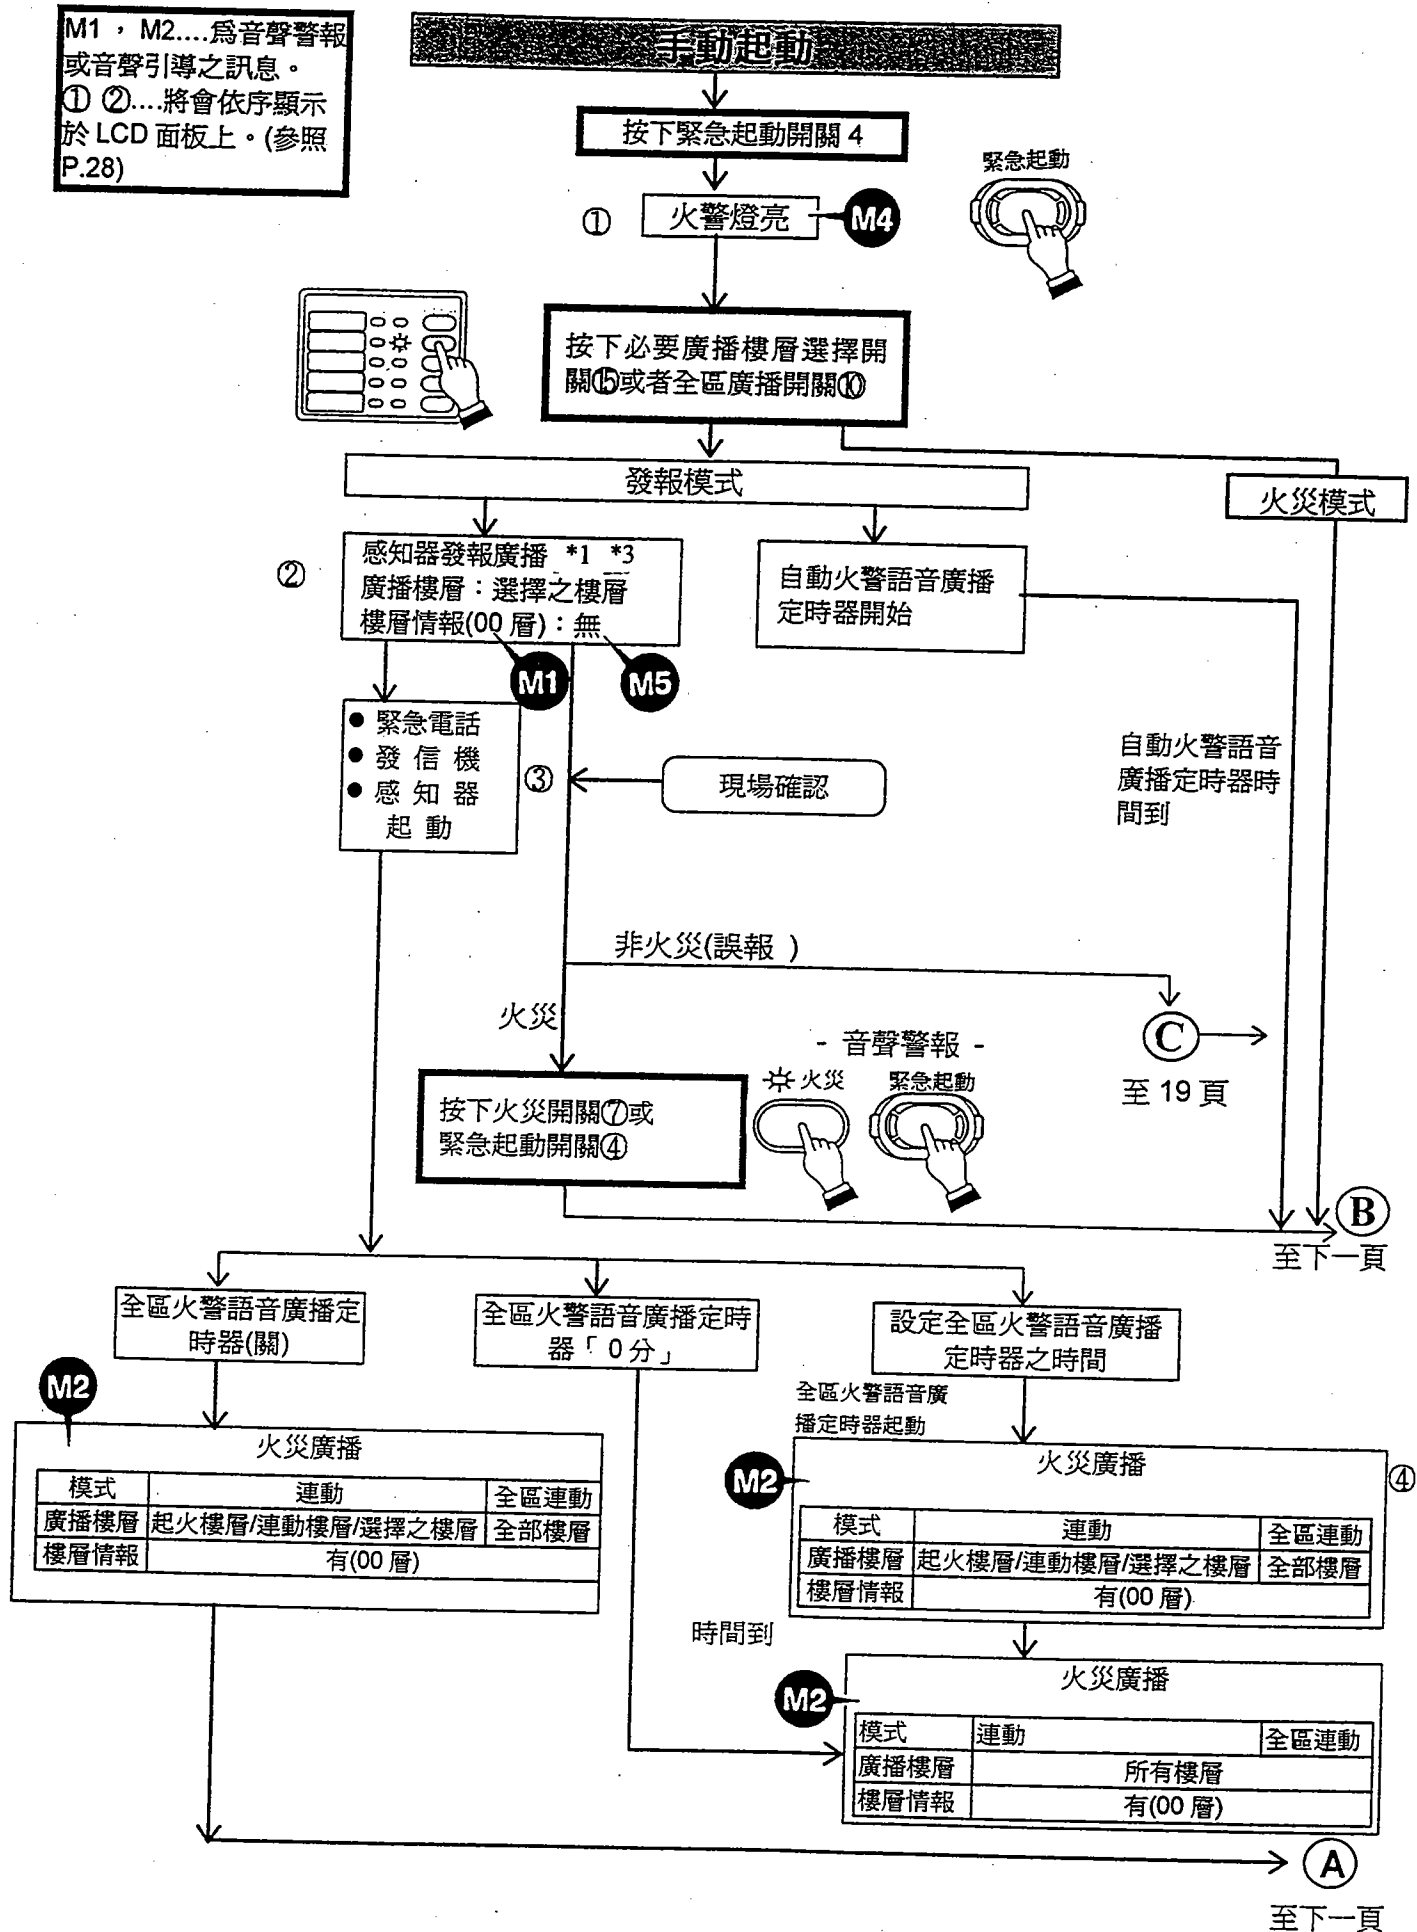 M1，M2....爲音聲警報
或音聲引導之訊息。
① ②....將會依序顯示
於 LCD 面板上。(參照
P.28)
手動起動
按下緊急起動開關 4
緊急起動
①
火警燈亮
M4
按下必要廣播樓層選擇開
關⑮或者全區廣播開關⑩
發報模式
火災模式
②
感知器發報廣播 *1 *3
廣播樓層：選擇之樓層
樓層情報(00 層)：無
自動火警語音廣播
定時器開始
M1
M5
● 緊急電話
● 發 信 機
● 感 知 器
起 動
③
現場確認
自動火警語音
廣播定時器時
間到
非火災(誤報 )
火災
C
至 19 頁
- 音聲警報 -
火災
緊急起動
按下火災開關⑦或
緊急起動開關④
B
至下一頁
全區火警語音廣播定
時器(關)
全區火警語音廣播定時
器「 0 分」
設定全區火警語音廣播
定時器之時間
全區火警語音廣
播定時器起動
M2
火災廣播
模式 連動 全區連動
廣播樓層 起火樓層/連動樓層/選擇之樓層 全部樓層
樓層情報 有(00 層)
M2
火災廣播
④
模式 連動 全區連動
廣播樓層 起火樓層/連動樓層/選擇之樓層 全部樓層
樓層情報 有(00 層)
時間到
M2
火災廣播
模式 連動 全區連動
廣播樓層 所有樓層
樓層情報 有(00 層)
A
至下一頁